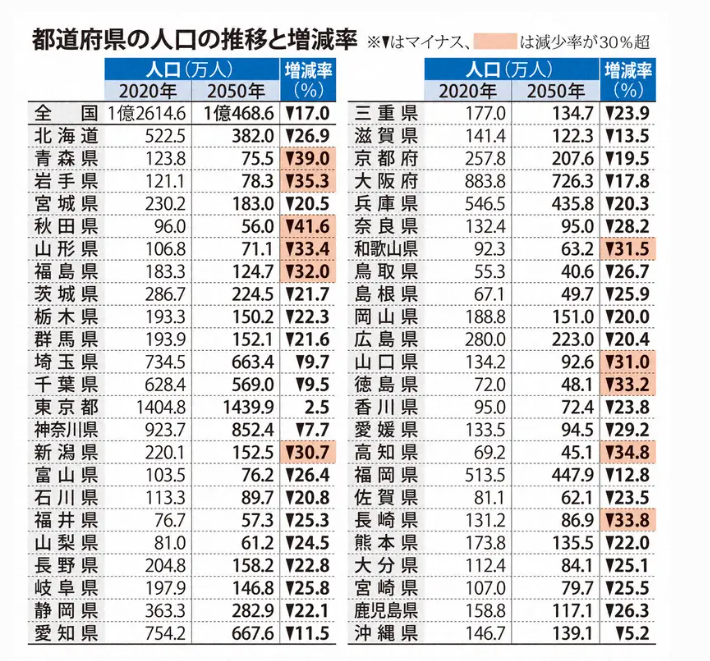 都道府県の人口の推移と増減率 ※▼はマイナス、 は減少率が30%超
人口(万人) 増減率(%)
2020年 2050年
全国 1億2614.6 1億468.6 ▼17.0
北海道 522.5 382.0 ▼26.9
青森県 123.8 75.5 ▼39.0
岩手県 121.1 78.3 ▼35.3
宮城県 230.2 183.0 ▼20.5
秋田県 96.0 56.0 ▼41.6
山形県 106.8 71.1 ▼33.4
福島県 183.3 124.7 ▼32.0
茨城県 286.7 224.5 ▼21.7
栃木県 193.3 150.2 ▼22.3
群馬県 193.9 152.1 ▼21.6
埼玉県 734.5 663.4 ▼9.7
千葉県 628.4 569.0 ▼9.5
東京都 1404.8 1439.9 2.5
神奈川県 923.7 852.4 ▼7.7
新潟県 220.1 152.5 ▼30.7
富山県 103.5 76.2 ▼26.4
石川県 113.3 89.7 ▼20.8
福井県 76.7 57.3 ▼25.3
山梨県 81.0 61.2 ▼24.5
長野県 204.8 158.2 ▼22.8
岐阜県 197.9 146.8 ▼25.8
静岡県 363.3 282.9 ▼22.1
愛知県 754.2 667.6 ▼11.5
人口(万人) 増減率(%)
2020年 2050年
三重県 177.0 134.7 ▼23.9
滋賀県 141.4 122.3 ▼13.5
京都府 257.8 207.6 ▼19.5
大阪府 883.8 726.3 ▼17.8
兵庫県 546.5 435.8 ▼20.3
奈良県 132.4 95.0 ▼28.2
和歌山県 92.3 63.2 ▼31.5
鳥取県 55.3 40.6 ▼26.7
島根県 67.1 49.7 ▼25.9
岡山県 188.8 151.0 ▼20.0
広島県 280.0 223.0 ▼20.4
山口県 134.2 92.6 ▼31.0
徳島県 72.0 48.1 ▼33.2
香川県 95.0 72.4 ▼23.8
愛媛県 133.5 94.5 ▼29.2
高知県 69.2 45.1 ▼34.8
福岡県 513.5 447.9 ▼12.8
佐賀県 81.1 62.1 ▼23.5
長崎県 131.2 86.9 ▼33.8
熊本県 173.8 135.5 ▼22.0
大分県 112.4 84.1 ▼25.1
宮崎県 107.0 79.7 ▼25.5
鹿児島県 158.8 117.1 ▼26.3
沖縄県 146.7 139.1 ▼5.2